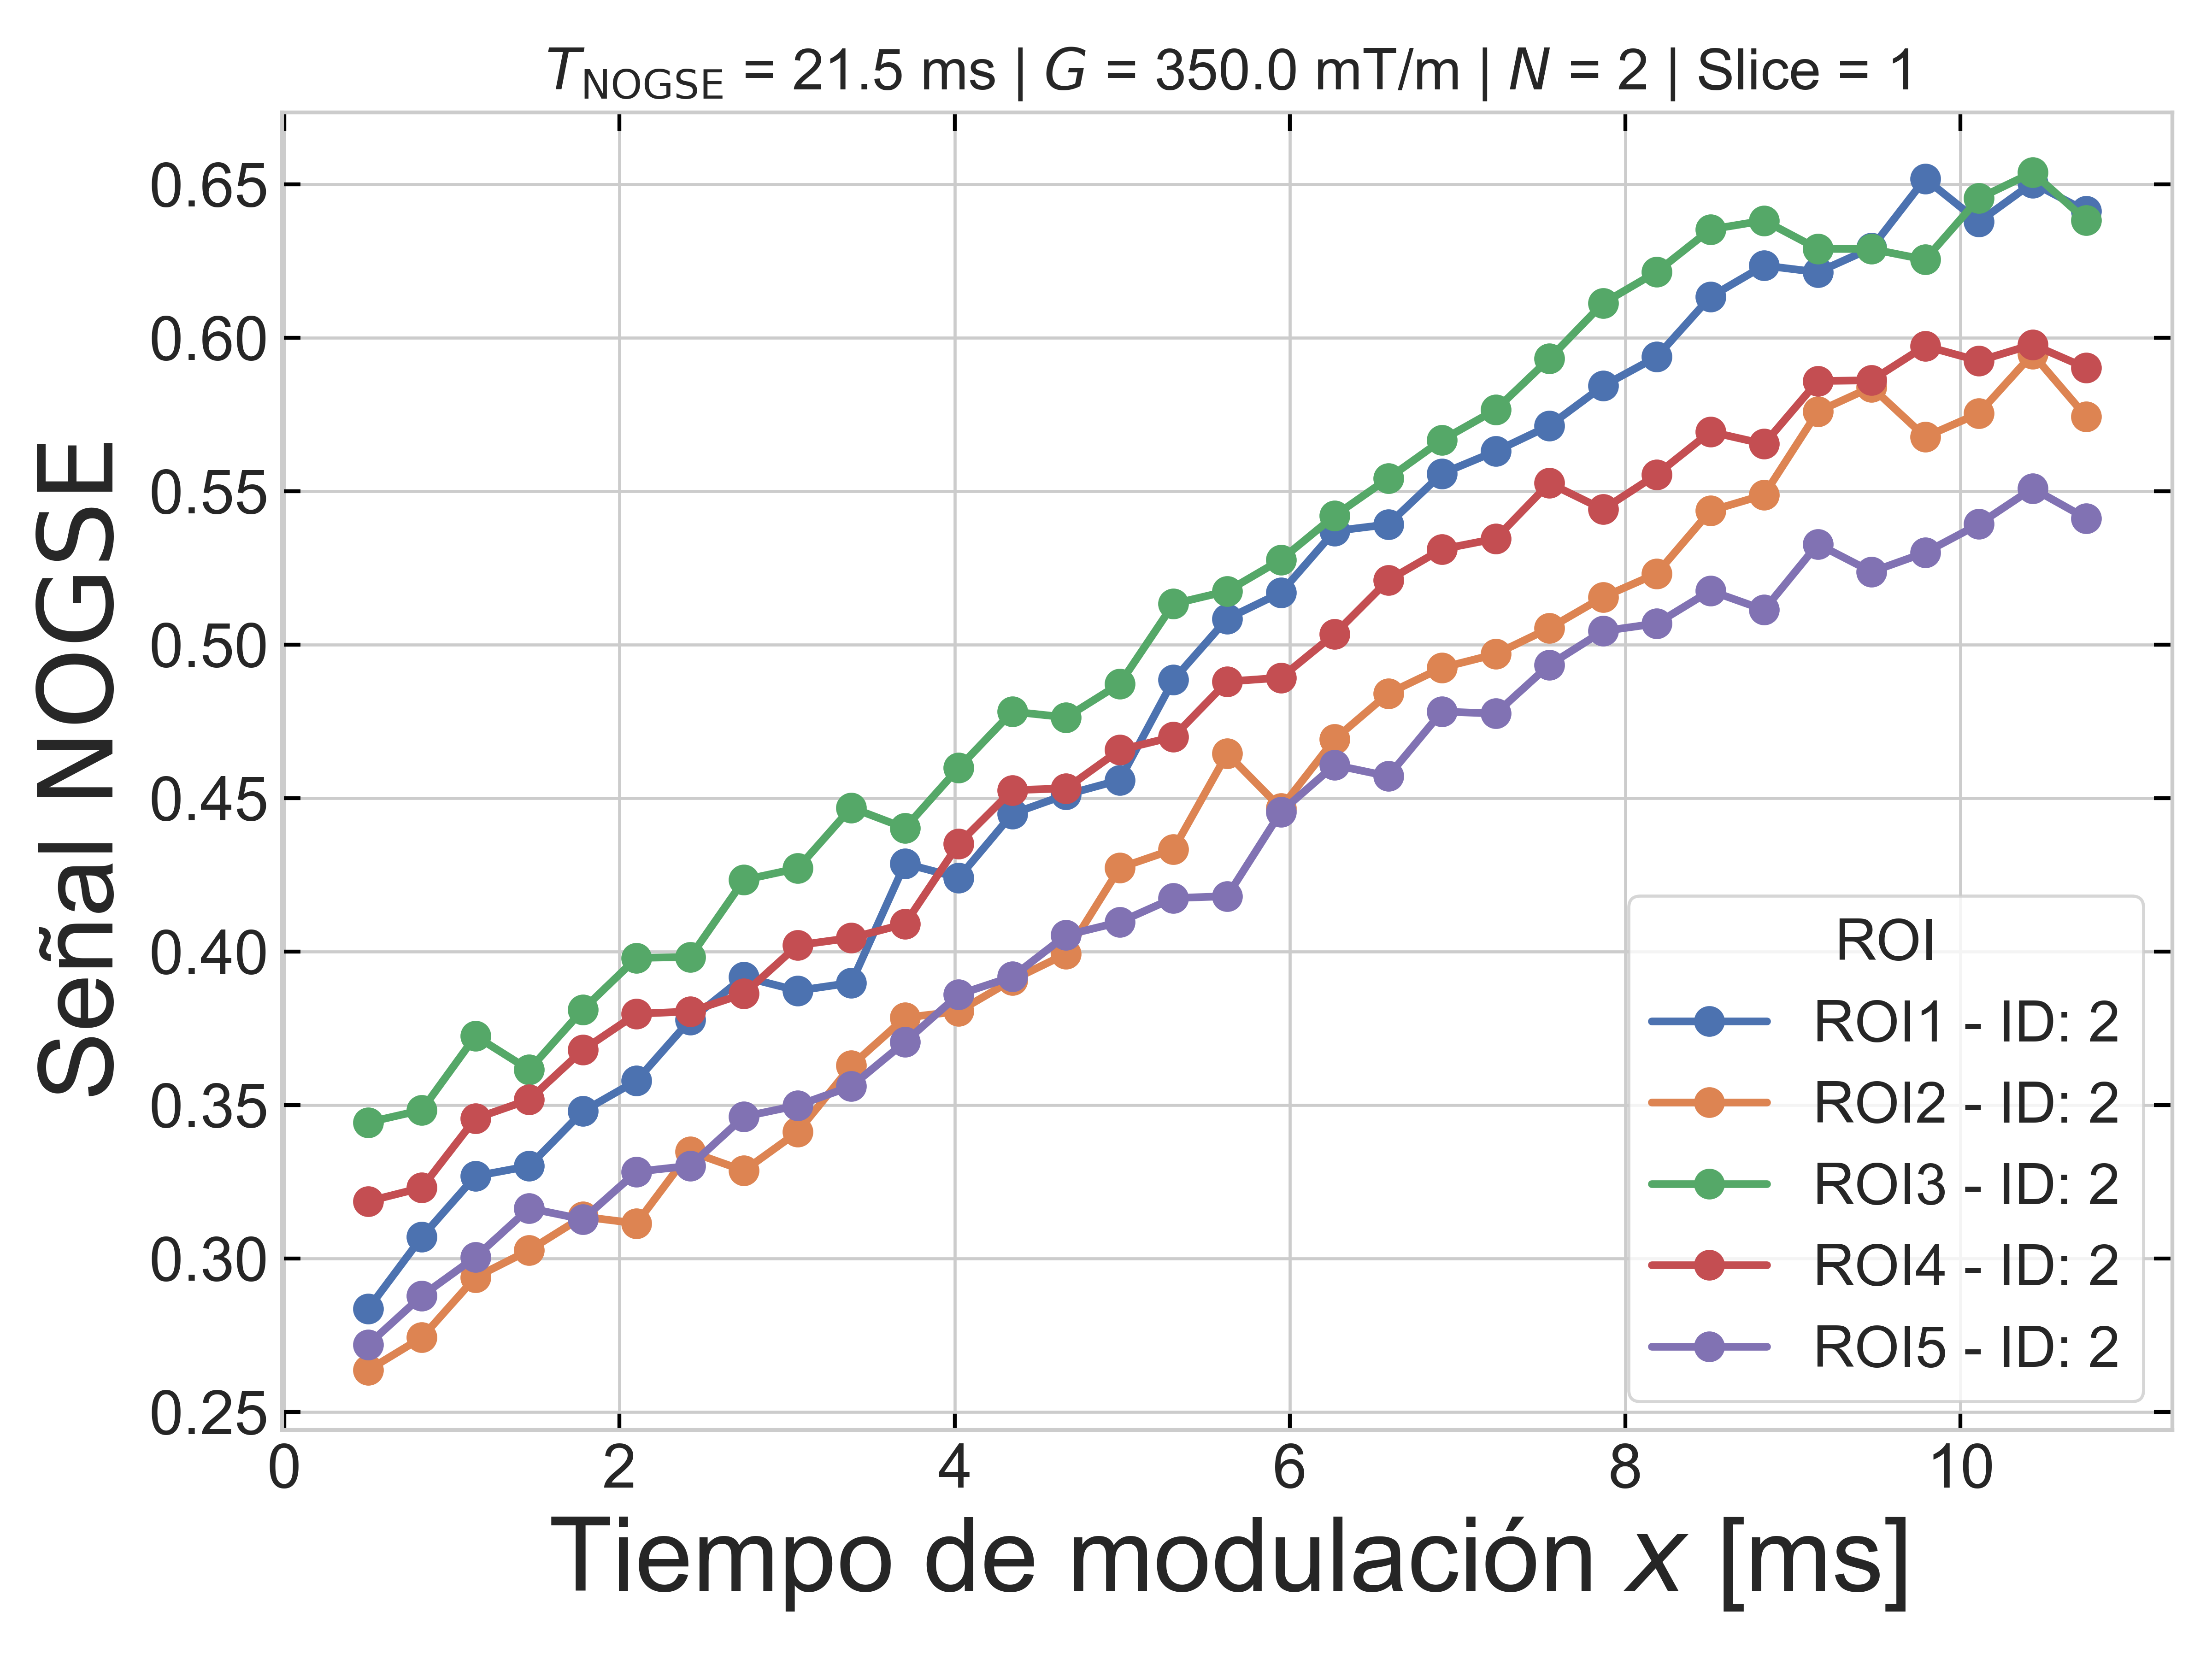 T_NOGSE = 21.5 ms | G = 350.0 mT/m | N = 2 | Slice = 1
Señal NOGSE
0.65
0.60
0.55
0.50
0.45
0.40
0.35
0.30
0.25
ROI
ROI1 - ID: 2
ROI2 - ID: 2
ROI3 - ID: 2
ROI4 - ID: 2
ROI5 - ID: 2
0 2 4 6 8 10
Tiempo de modulación x [ms]